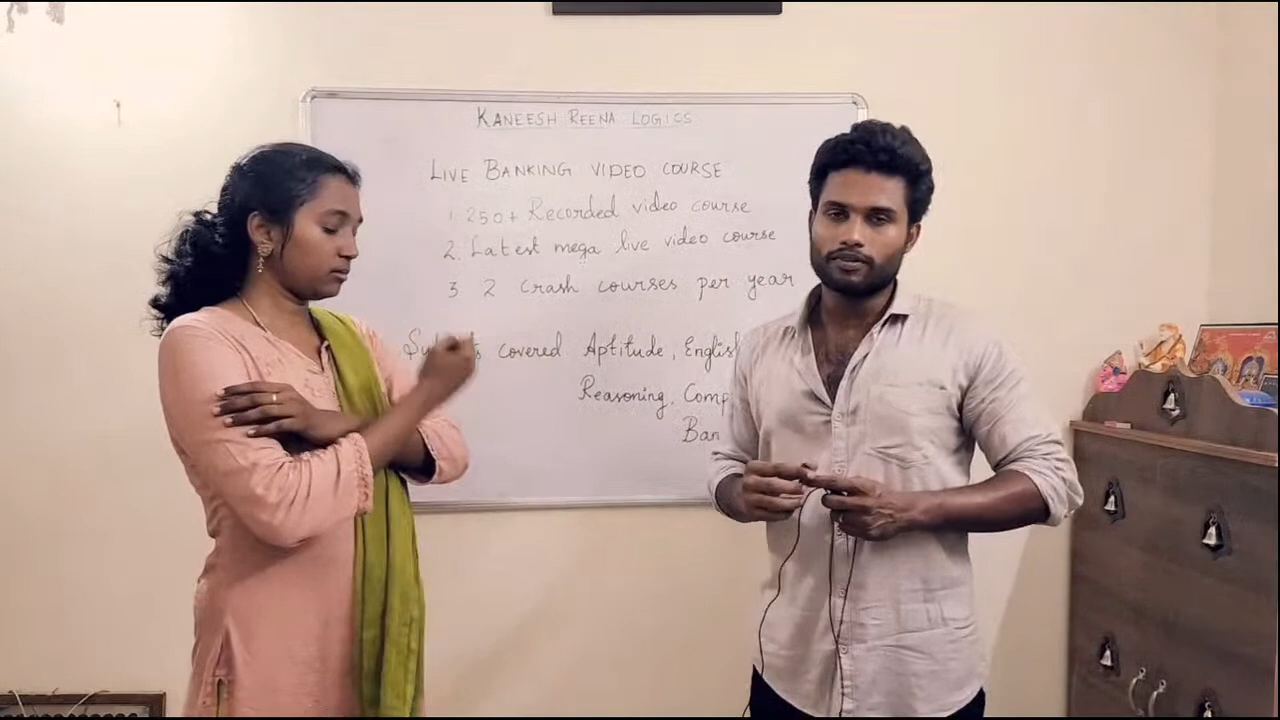 KANEESH REENA LOGICS
LIVE BANKING VIDEO COURSE
1. 250+ Recorded video course
2. Latest mega live video course
3 2 crash courses per year
covered Aptitude, English
Reasoning, Comp
Ban